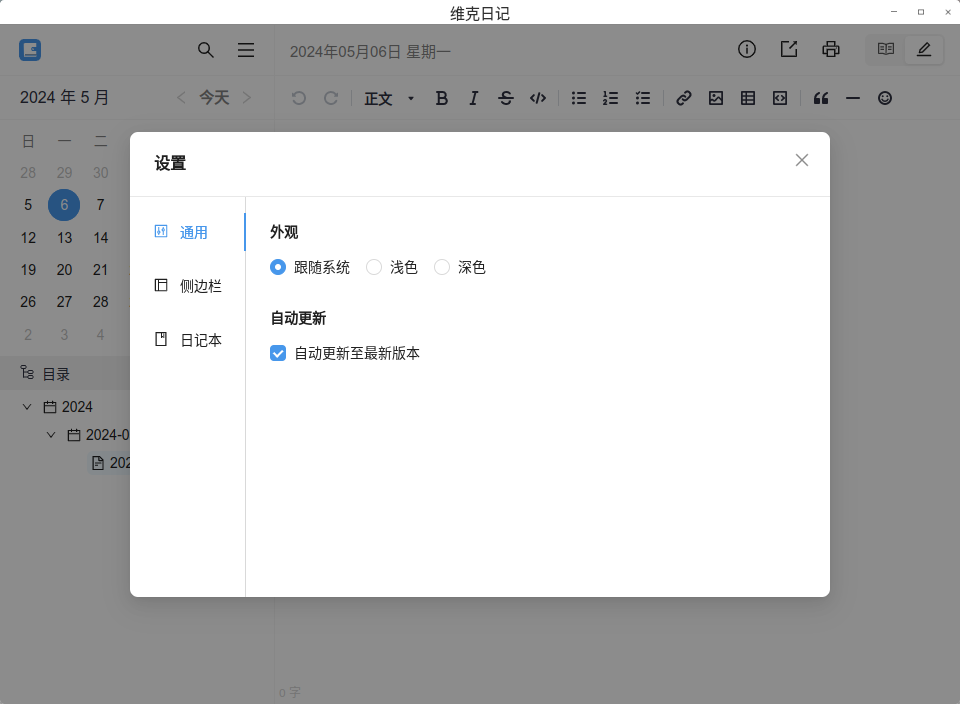 维克日记
2024年05月06日 星期一
2024 年 5 月
今天
正文
日 一 二
28 29 30
5 6 7
12 13 14
19 20 21
26 27 28
2 3 4
目录
2024
2024-0
202
设置
通用
侧边栏
日记本
外观
跟随系统 浅色 深色
自动更新
自动更新至最新版本
0 字